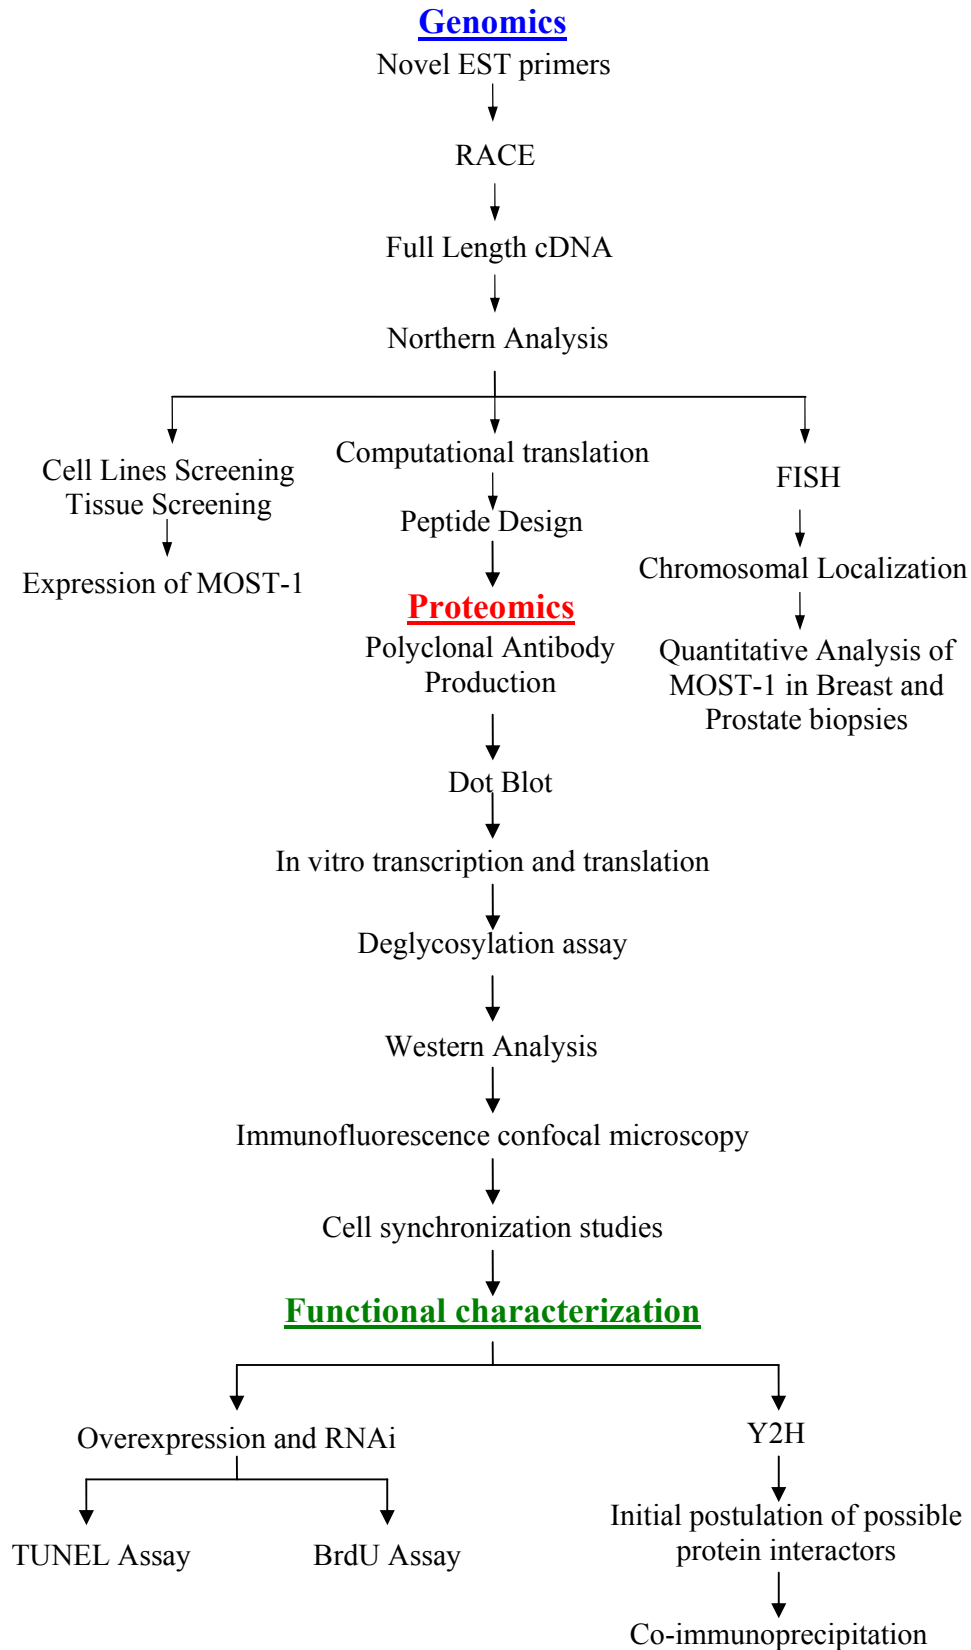 Genomics
Novel EST primers
RACE
Full Length cDNA
Northern Analysis
Cell Lines Screening
Tissue Screening
Expression of MOST-1
Computational translation
Peptide Design
FISH
Chromosomal Localization
Quantitative Analysis of
MOST-1 in Breast and
Prostate biopsies
Proteomics
Polyclonal Antibody
Production
Dot Blot
In vitro transcription and translation
Deglycosylation assay
Western Analysis
Immunofluorescence confocal microscopy
Cell synchronization studies
Functional characterization
Overexpression and RNAi
TUNEL Assay
BrdU Assay
Y2H
Initial postulation of possible
protein interactors
Co-immunoprecipitation